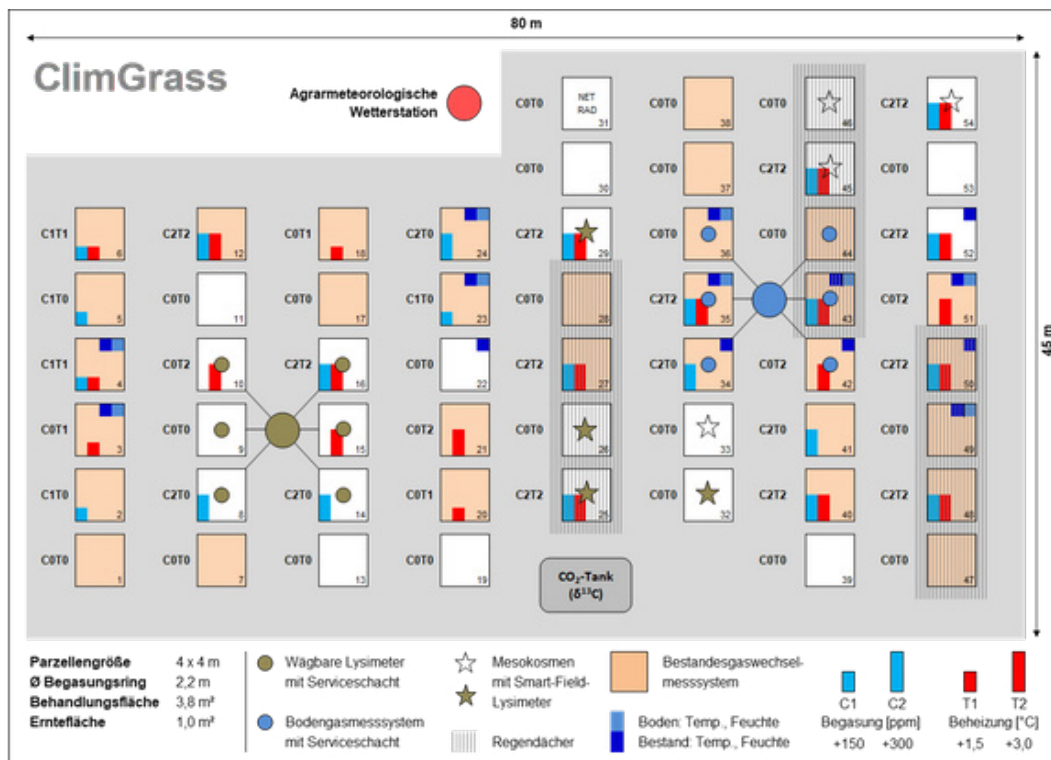 80 m
ClimGrass
Agrarmeteorologische
Wetterstation
45 m
C0T0 NET C0T0 C0T0 C2T2
RAD
31 38 46 54
C0T0 C0T0 C2T2 C0T0
30 37 45 53
C1T1 C2T2 C0T1 C2T0 C2T2 C0T0 C0T0 C2T2
6 12 18 24 29 36 44 52
C1T0 C0T0 C0T0 C1T0 C0T0 C2T2 C0T2
5 11 17 23 28 35 43 51
C1T1 C0T2 C2T2 C0T0 C2T2 C2T0 C0T2 C2T2
4 10 16 22 27 34 42 50
C0T1 C0T0 C0T2 C0T0 C0T0 C2T0 C0T0
3 9 15 21 26 33 41 49
C1T0 C2T0 C2T0 C0T1 C2T2 C0T0 C2T2 C2T2
2 8 14 20 25 32 40 48
C0T0 C0T0 C0T0 C0T0 C0T0 C0T0
1 7 13 19 39 47
CO₂-Tank
(δ¹³C)
Parzellengröße 4 x 4 m
Ø Begasungsring 2,2 m
Behandlungsfläche 3,8 m²
Erntefläche 1,0 m²
Wägbare Lysimeter
mit Serviceschacht
Bodengasmesssystem
mit Serviceschacht
Mesokosmen
mit Smart-Field-
Lysimeter
Regendächer
Bestandesgaswechsel-
messsystem
Boden: Temp., Feuchte
Bestand: Temp., Feuchte
C1 C2 T1 T2
Begasung [ppm] Beheizung [°C]
+150 +300 +1,5 +3,0